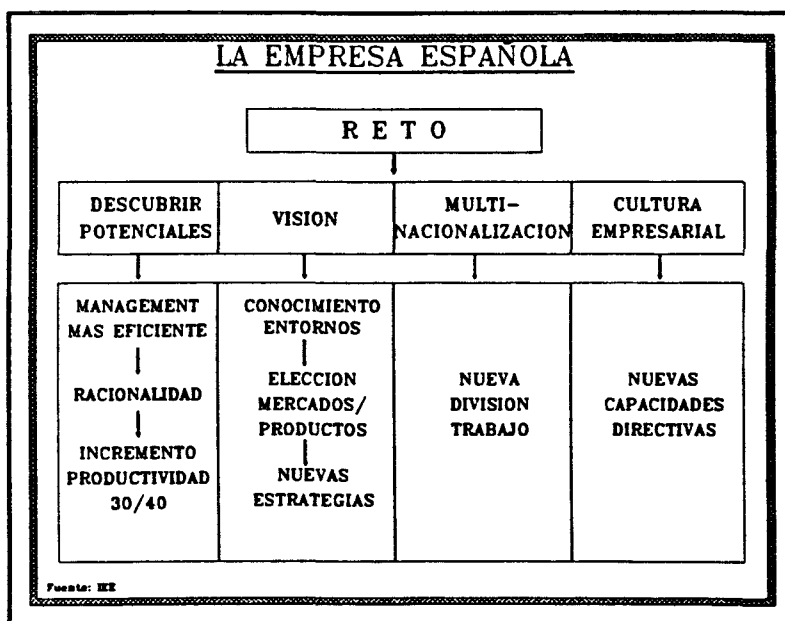 LA EMPRESA ESPAÑOLA
RETO
DESCUBRIR
POTENCIALES
VISION
MULTI-
NACIONALIZACION
CULTURA
EMPRESARIAL
MANAGEMENT
MAS EFICIENTE
RACIONALIDAD
INCREMENTO
PRODUCTIVIDAD
30/40
CONOCIMIENTO
ENTORNOS
ELECCION
MERCADOS/
PRODUCTOS
NUEVAS
ESTRATEGIAS
NUEVA
DIVISION
TRABAJO
NUEVAS
CAPACIDADES
DIRECTIVAS
Fuente: